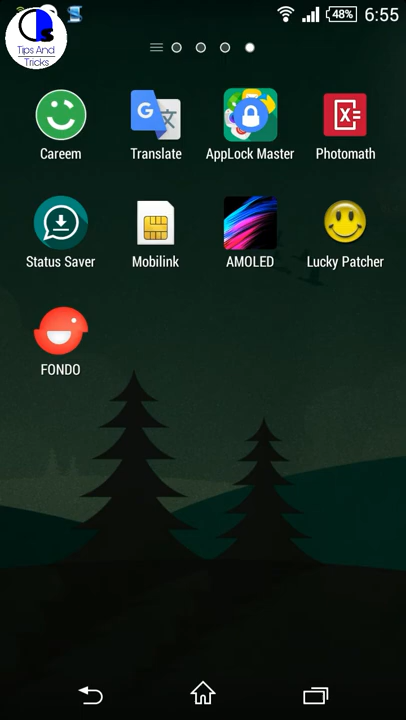 48%
6:55
Tips And
Tricks
Careem
Translate
AppLock Master
Photomath
Status Saver
Mobilink
AMOLED
Lucky Patcher
FONDO